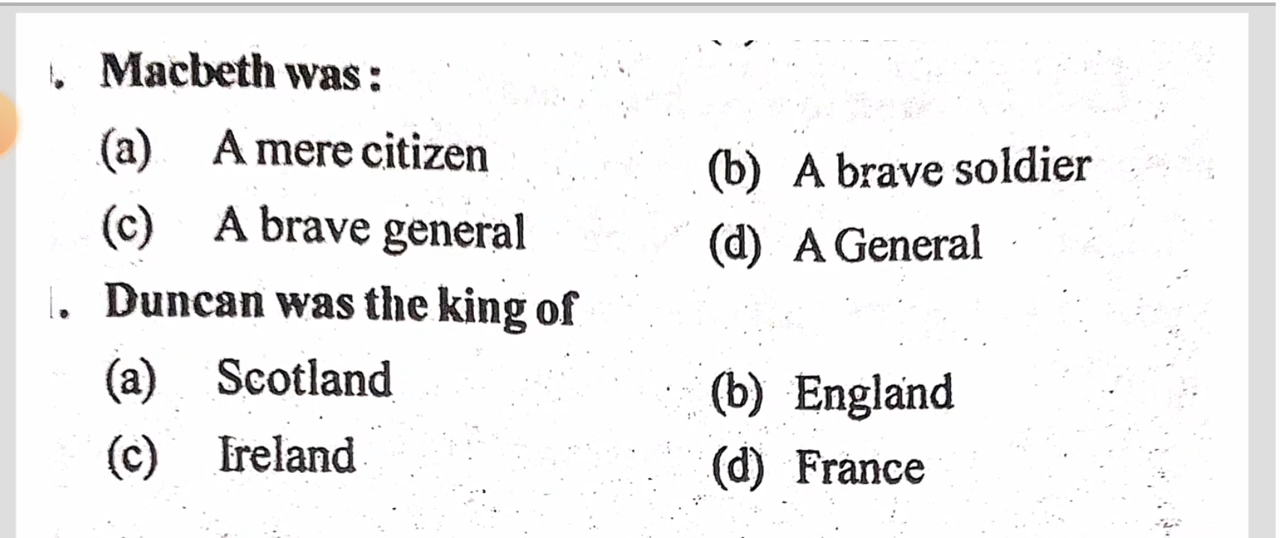 . Macbeth was :
(a) A mere citizen (b) A brave soldier
(c) A brave general (d) A General
. Duncan was the king of
(a) Scotland (b) England
(c) Ireland (d) France